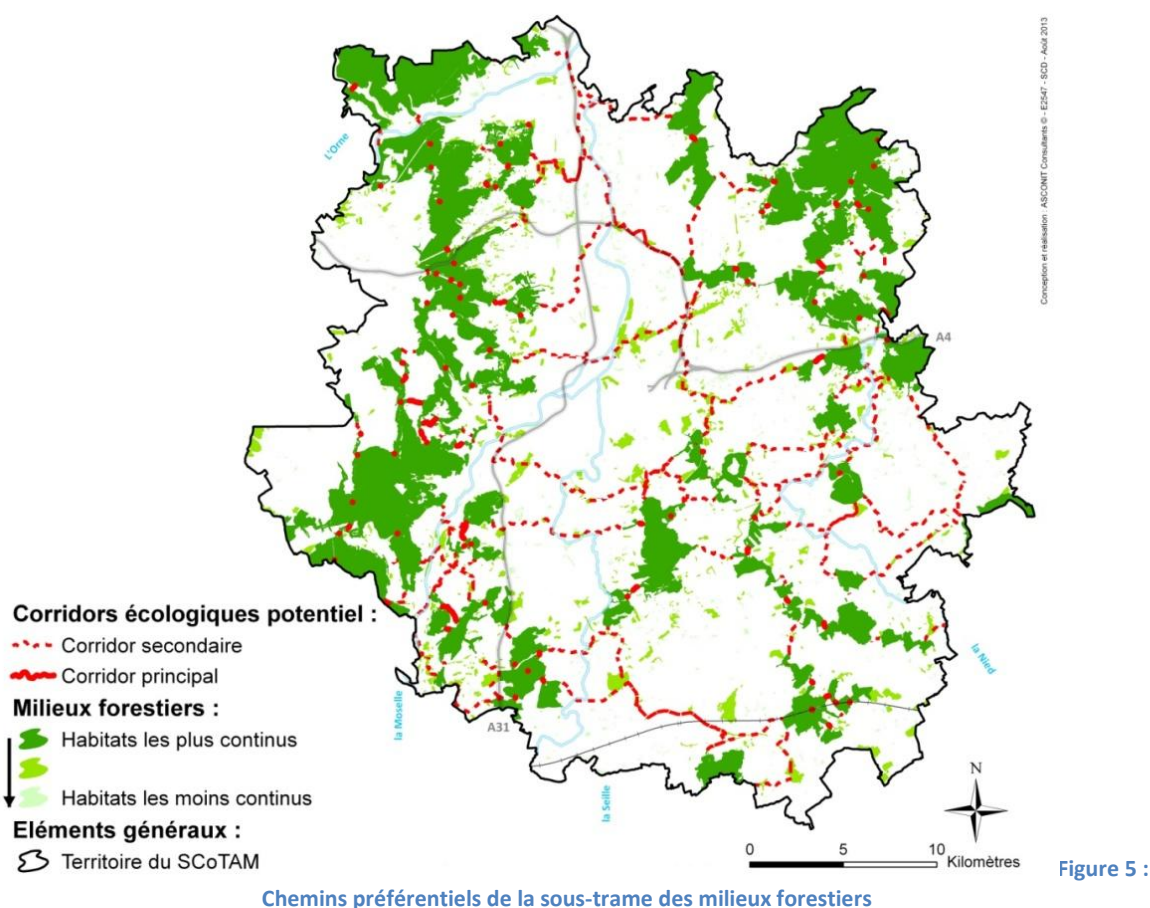 Conception et réalisation : ASCONIT Consultants © - E2547 - SCD - Août 2013
L'Orne
A4
Corridors écologiques potentiel :
Corridor secondaire
Corridor principal
Milieux forestiers :
Habitats les plus continus
Habitats les moins continus
Eléments généraux :
Territoire du SCoTAM
la Moselle
A31
la Seille
la Nied
N
0 5 10 Kilomètres
Figure 5 :
Chemins préférentiels de la sous-trame des milieux forestiers